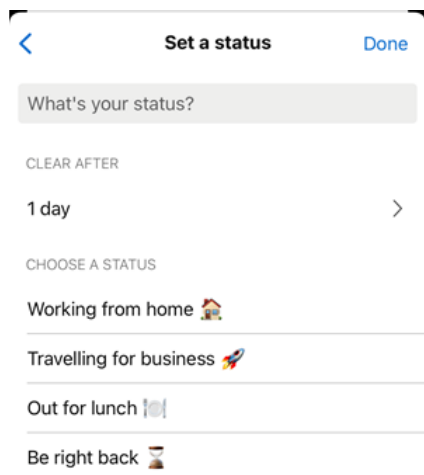 Set a status
Done
What's your status?
CLEAR AFTER
1 day
CHOOSE A STATUS
Working from home 🏡
Travelling for business 🚀
Out for lunch 🍽️
Be right back ⏳